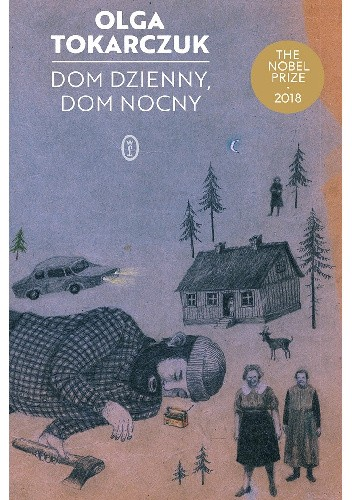 OLGA
TOKARCZUK
DOM DZIENNY,
DOM NOCNY
THE
NOBEL
PRIZE
·
2018